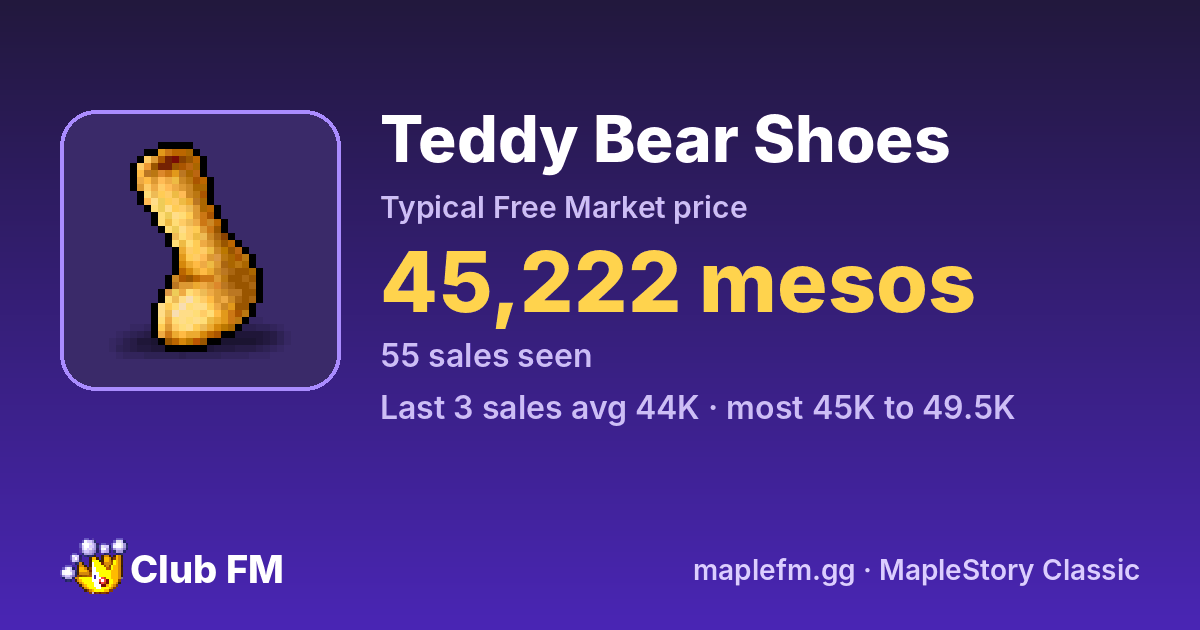 Teddy Bear Shoes
Typical Free Market price
45,222 mesos
55 sales seen
Last 3 sales avg 44K · most 45K to 49.5K
Club FM
maplefm.gg · MapleStory Classic